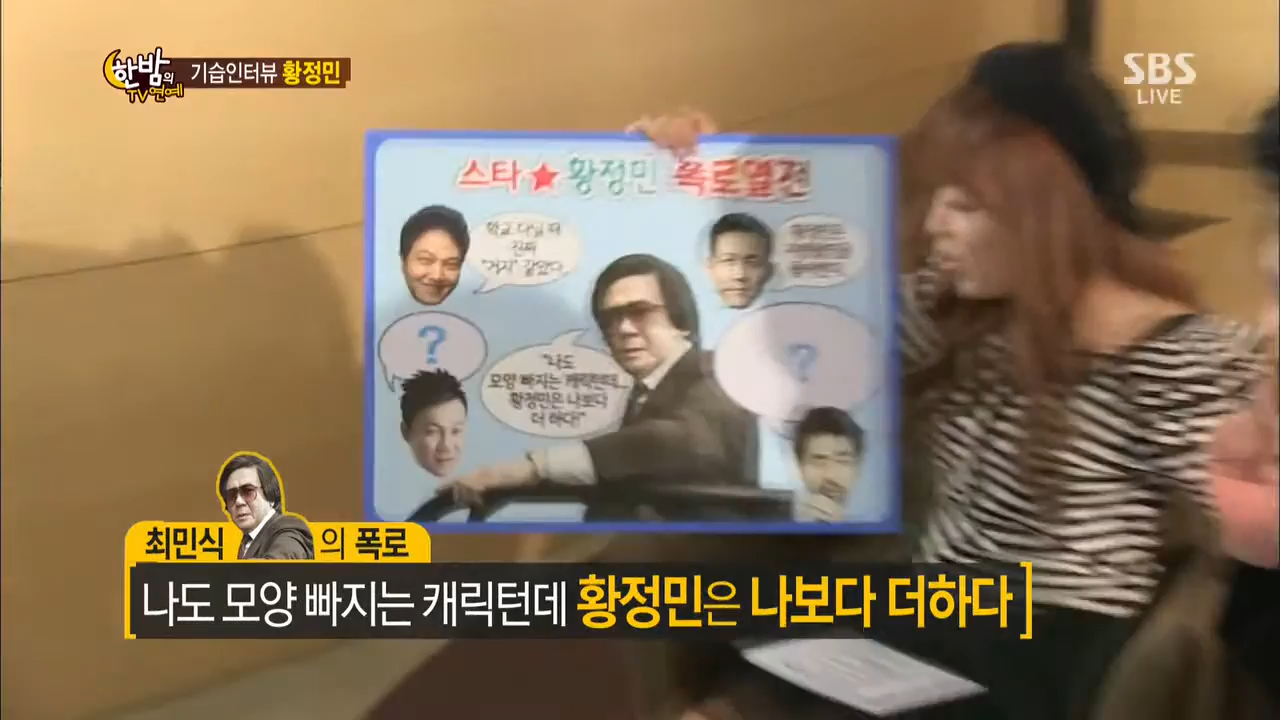 한밤의
TV연예
기습인터뷰 황정민
SBS
LIVE
스타★황정민 폭로열전
학교 다닐 때
진짜
"거지" 같았다.
?
?
"나도
모양 빠지는 캐릭턴데...
황정민은 나보다
더 하다!"
최민식의 폭로
나도 모양 빠지는 캐릭턴데 황정민은 나보다 더하다